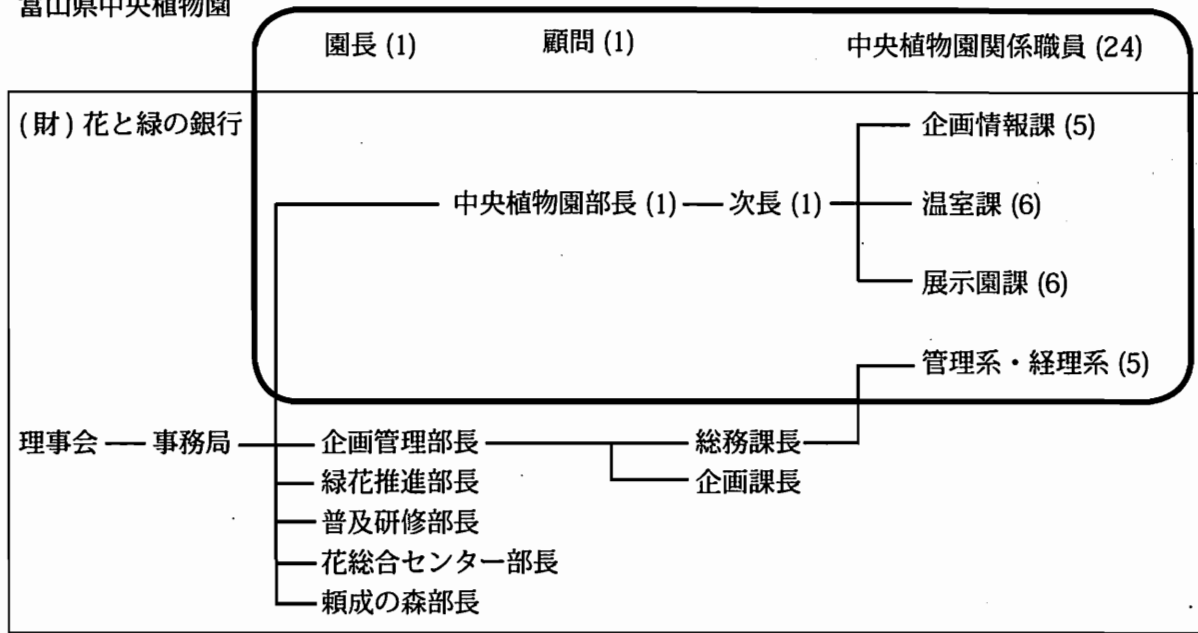 富山県中央植物園
園長 (1) 顧問 (1) 中央植物園関係職員 (24)
(財) 花と緑の銀行
企画情報課 (5)
中央植物園部長 (1) 次長 (1) 温室課 (6)
展示園課 (6)
管理系・経理系 (5)
理事会 事務局 企画管理部長 総務課長
緑花推進部長 企画課長
普及研修部長
花総合センター部長
頼成の森部長